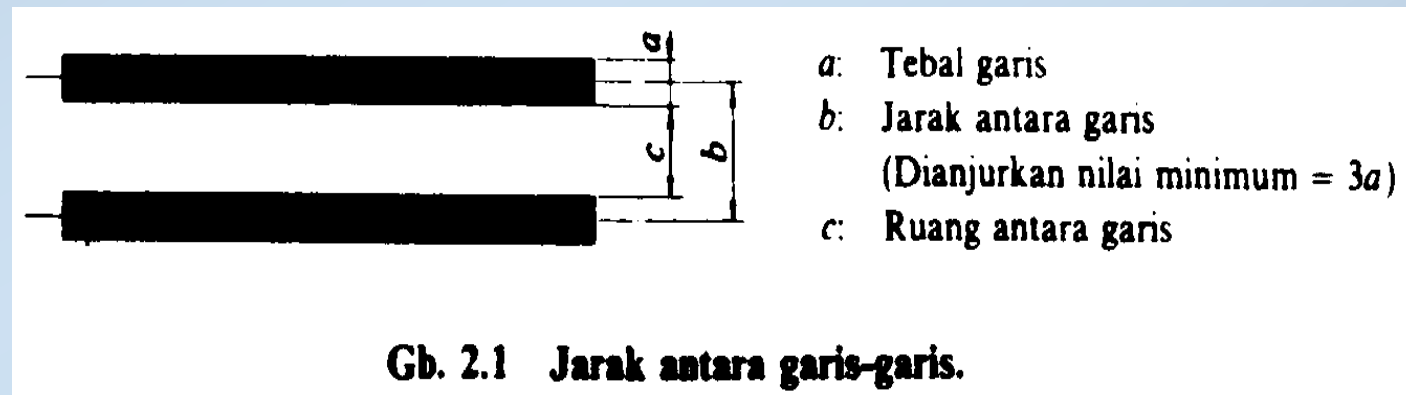 a
c
b
a: Tebal garis
b: Jarak antara garis
(Dianjurkan nilai minimum = 3a)
c: Ruang antara garis
Gb. 2.1 Jarak antara garis-garis.